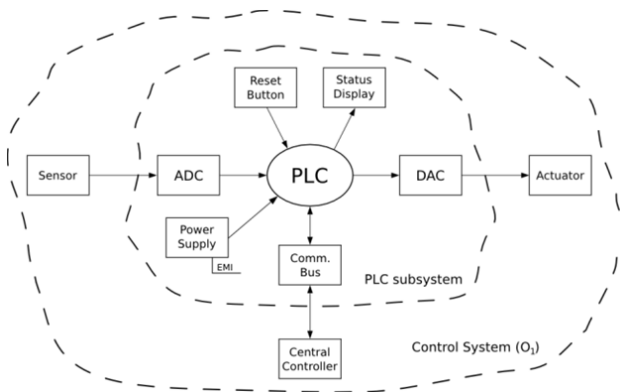 Reset
Button
Status
Display
Sensor
ADC
PLC
DAC
Actuator
Power
Supply
EMI
Comm.
Bus
PLC subsystem
Central
Controller
Control System (O₁)